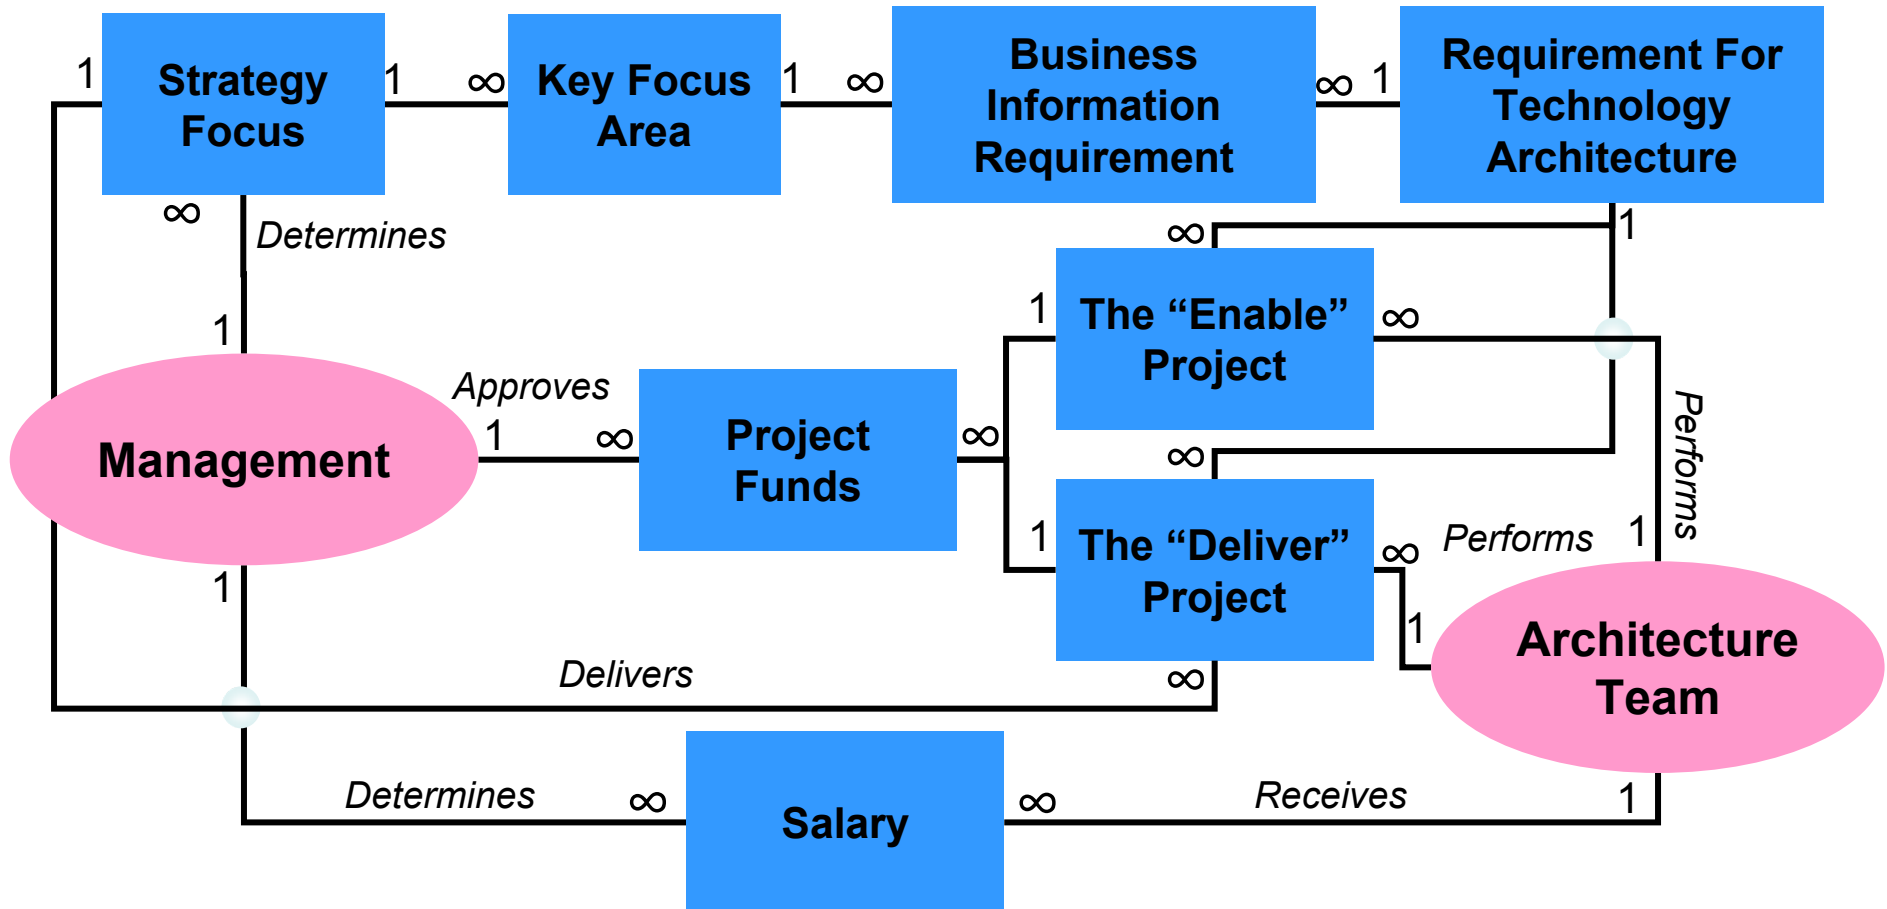 1
Strategy
Focus
1
∞
Key Focus
Area
1
∞
Business
Information
Requirement
∞
1
Requirement For
Technology
Architecture
∞
Determines
1
∞
1
1
The “Enable”
Project
∞
Management
Approves
1
∞
Project
Funds
∞
∞
Performs
1
1
The “Deliver”
Project
∞
Performs
1
1
Architecture
Team
1
Delivers
∞
Determines
∞
Salary
∞
Receives
1